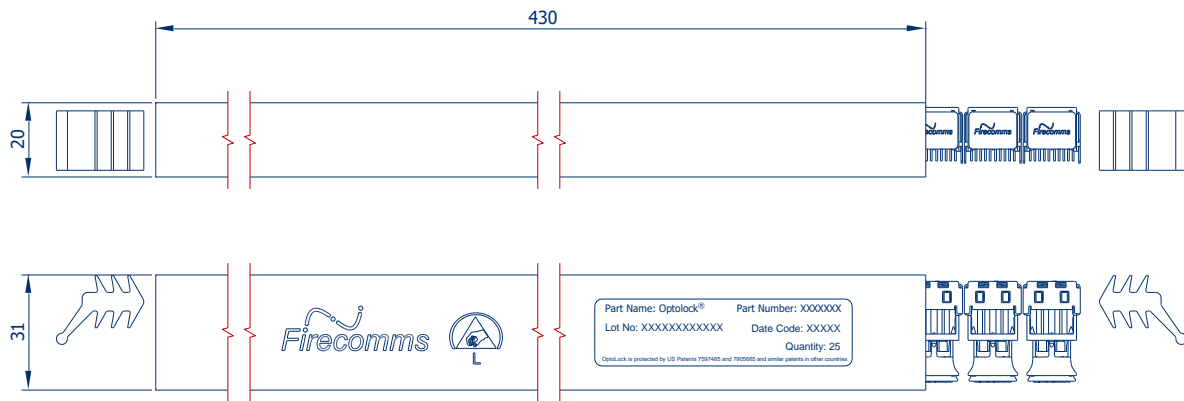 430
20
Firecomms
Firecomms
Firecomms
31
Firecomms
L
Part Name: Optolock® Part Number: XXXXXXX
Lot No: XXXXXXXXXXXX Date Code: XXXXX
Quantity: 25
OptoLock is protected by US Patents 7597485 and 7905665 and similar patents in other countries